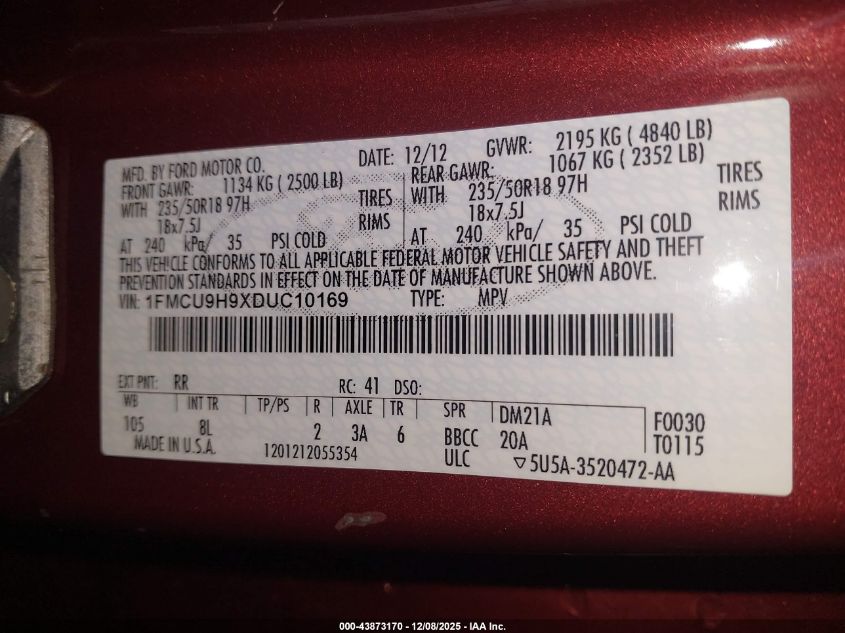 MFD. BY FORD MOTOR CO. DATE: 12/12 GVWR: 2195 KG ( 4840 LB)
FRONT GAWR: 1134 KG ( 2500 LB) REAR GAWR: 1067 KG ( 2352 LB)
WITH 235/50R18 97H TIRES WITH 235/50R18 97H TIRES
18x7.5J RIMS 18x7.5J RIMS
AT 240 kPa/ 35 PSI COLD AT 240 kPa/ 35 PSI COLD
THIS VEHICLE CONFORMS TO ALL APPLICABLE FEDERAL MOTOR VEHICLE SAFETY AND THEFT
PREVENTION STANDARDS IN EFFECT ON THE DATE OF MANUFACTURE SHOWN ABOVE.
VIN: 1FMCU9H9XDUC10169 TYPE: MPV
EXT PNT: RR RC: 41 DSO:
WB INT TR TP/PS R AXLE TR SPR DM21A F0030
105 8L 2 3A 6 BBCC 20A T0115
MADE IN U.S.A. 1201212055354 ULC ▽5U5A-3520472-AA
000-43873170 - 12/08/2025 - IAA Inc.